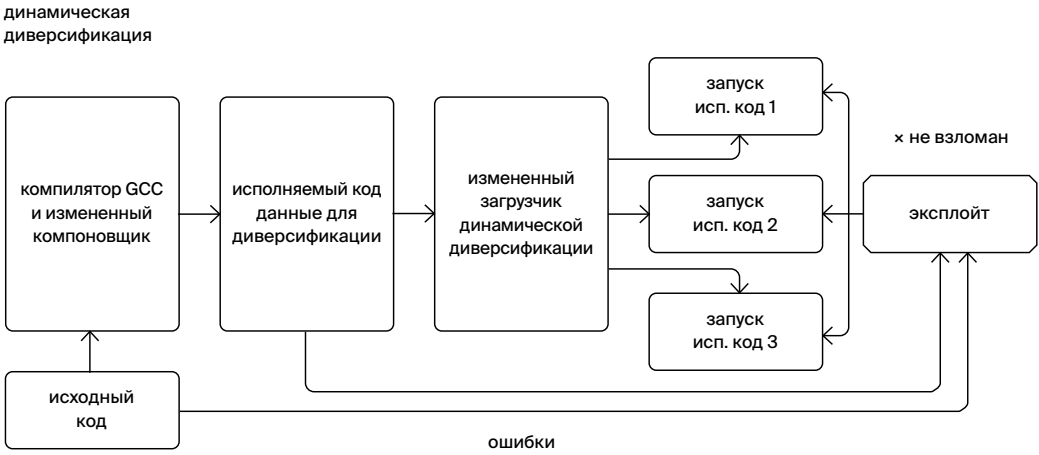 динамическая
диверсификация
запуск
исп. код 1
× не взломан
компилятор GCC
и измененный
компоновщик
исполняемый код
данные для
диверсификации
измененный
загрузчик
динамической
диверсификации
запуск
исп. код 2
эксплойт
запуск
исп. код 3
исходный
код
ошибки